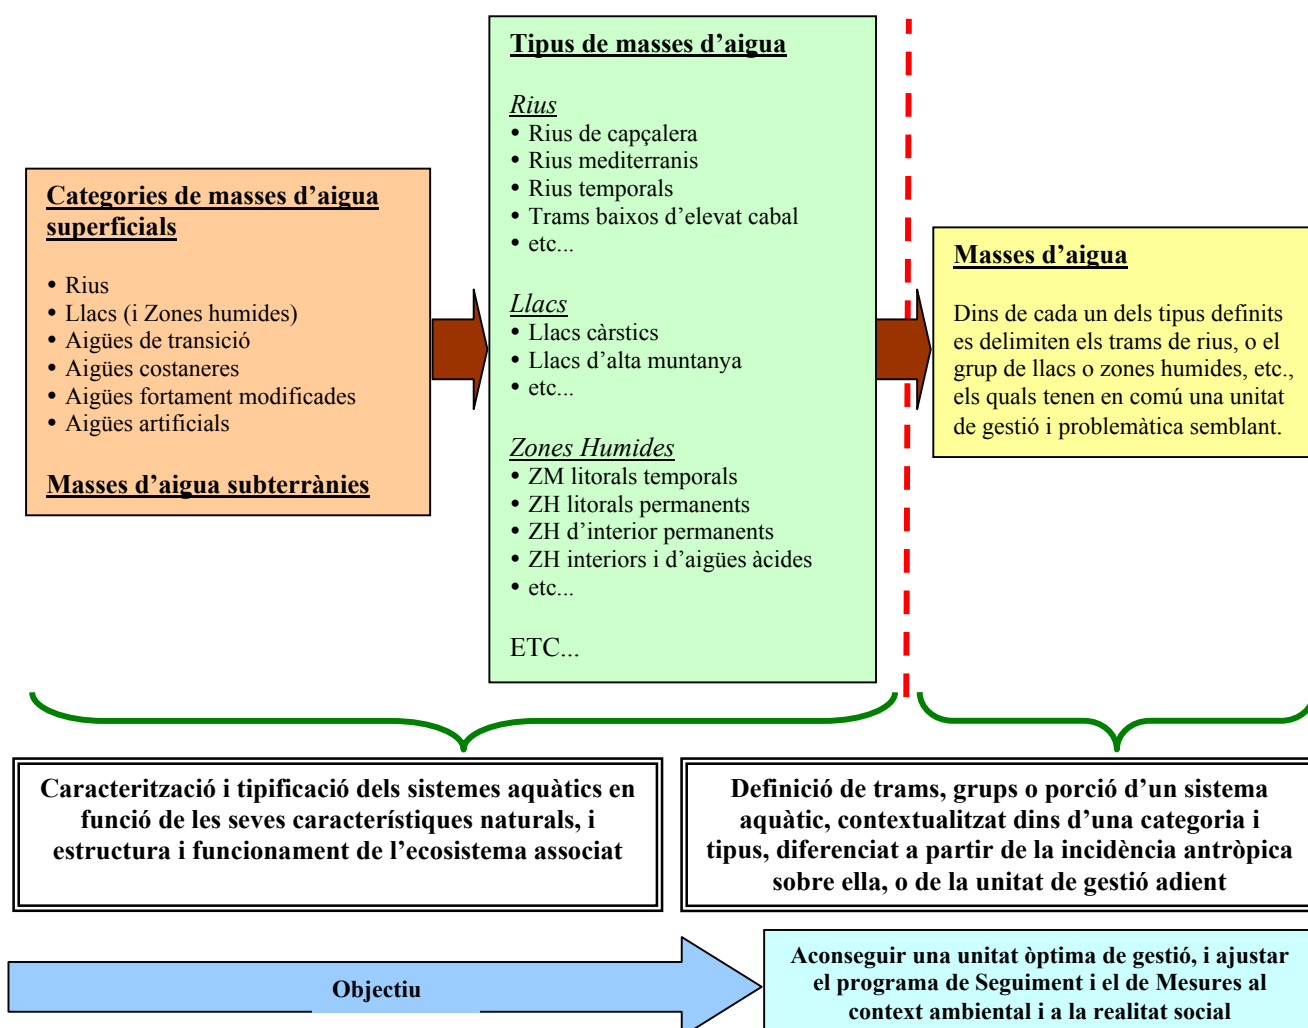 Categories de masses d’aigua
superficials
• Rius
• Llacs (i Zones humides)
• Aigües de transició
• Aigües costaneres
• Aigües fortament modificades
• Aigües artificials
Masses d’aigua subterrànies
Tipus de masses d’aigua
Rius
• Rius de capçalera
• Rius mediterranis
• Rius temporals
• Trams baixos d’elevat cabal
• etc...
Llacs
• Llacs càrstics
• Llacs d’alta muntanya
• etc...
Zones Humides
• ZM litorals temporals
• ZH litorals permanents
• ZH d’interior permanents
• ZH interiors i d’aigües àcides
• etc...
ETC...
Masses d’aigua
Dins de cada un dels tipus definits
es delimiten els trams de rius, o el
grup de llacs o zones humides, etc.,
els quals tenen en comú una unitat
de gestió i problemàtica semblant.
Caracterització i tipificació dels sistemes aquàtics en
funció de les seves característiques naturals, i
estructura i funcionament de l’ecosistema associat
Definició de trams, grups o porció d’un sistema
aquàtic, contextualitzat dins d’una categoria i
tipus, diferenciat a partir de la incidència antròpica
sobre ella, o de la unitat de gestió adient
Objectiu
Aconseguir una unitat òptima de gestió, i ajustar
el programa de Seguiment i el de Mesures al
context ambiental i a la realitat social